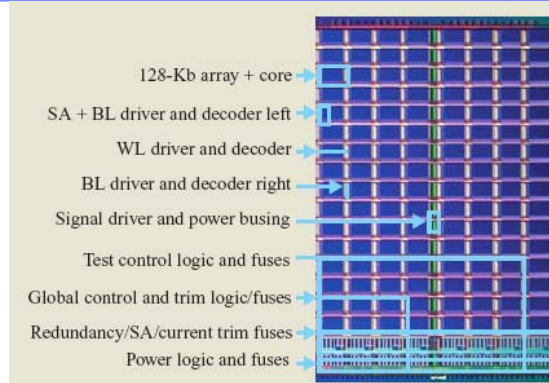 128-Kb array + core
SA + BL driver and decoder left
WL driver and decoder
BL driver and decoder right
Signal driver and power busing
Test control logic and fuses
Global control and trim logic/fuses
Redundancy/SA/current trim fuses
Power logic and fuses